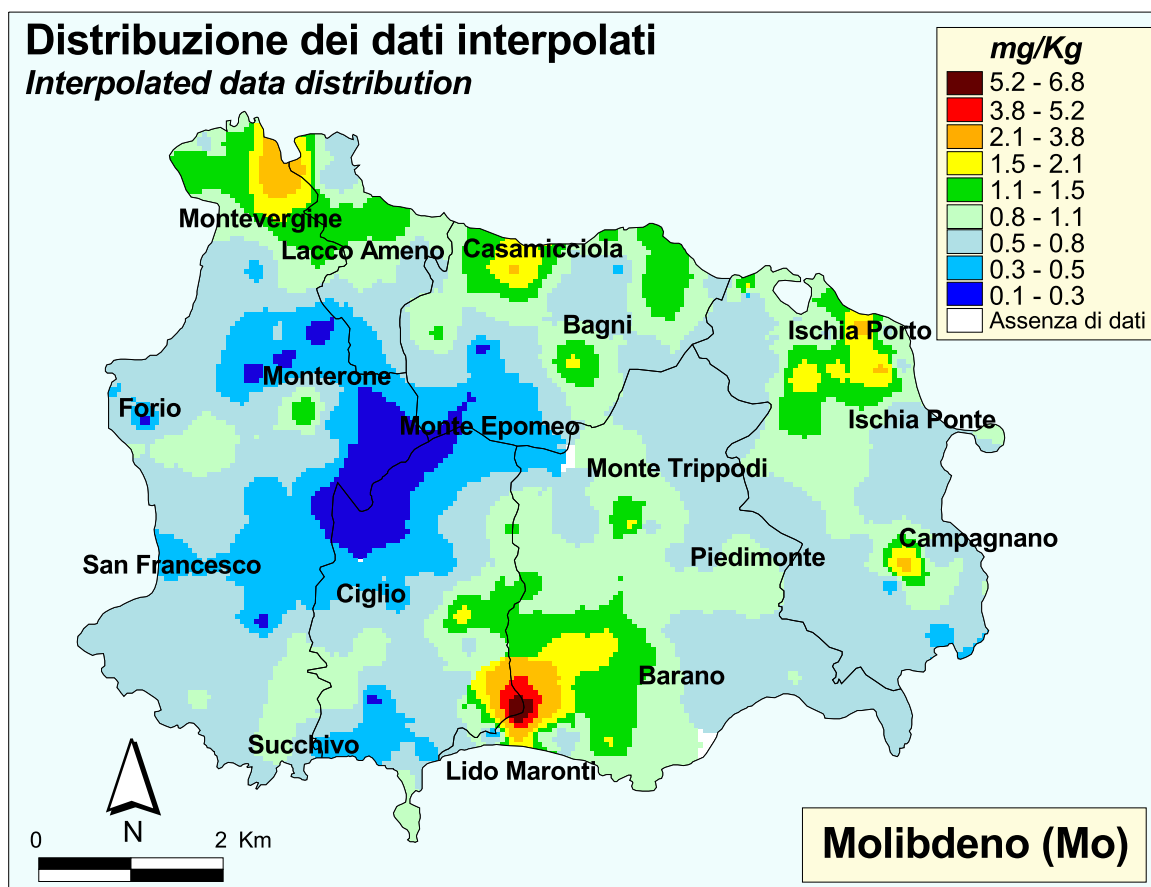 Distribuzione dei dati interpolati
Interpolated data distribution
mg/Kg
5.2 - 6.8
3.8 - 5.2
2.1 - 3.8
1.5 - 2.1
1.1 - 1.5
0.8 - 1.1
0.5 - 0.8
0.3 - 0.5
0.1 - 0.3
Assenza di dati
Montevergine
Lacco Ameno
Casamicciola
Bagni
Ischia Porto
Monterone
Forio
Monte Epomeo
Ischia Ponte
Monte Trippodi
Campagnano
San Francesco
Piedimonte
Ciglio
Barano
Succhivo
Lido Maronti
N
0 2 Km
Molibdeno (Mo)